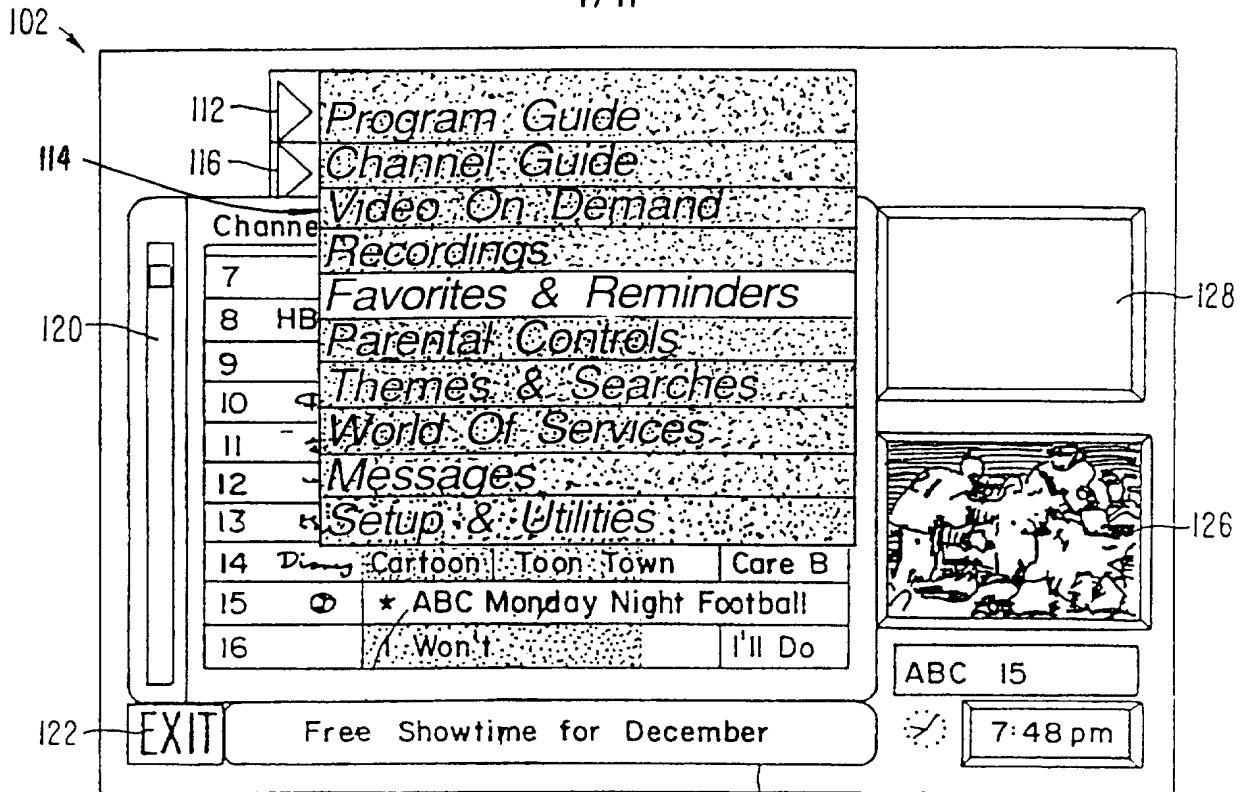 102
112
Program Guide
114
116
Channel Guide
Video On Demand
Channe
Recordings
7
Favorites & Reminders
128
120
8 HB
Parental Controls
9
Themes & Searches
10
World Of Services
11
12
Messages
13
Setup & Utilities
126
14 Disney Cartoon Toon Town Care B
15 * ABC Monday Night Football
16 I Won't I'll Do
ABC 15
122
EXIT
Free Showtime for December
7:48 pm